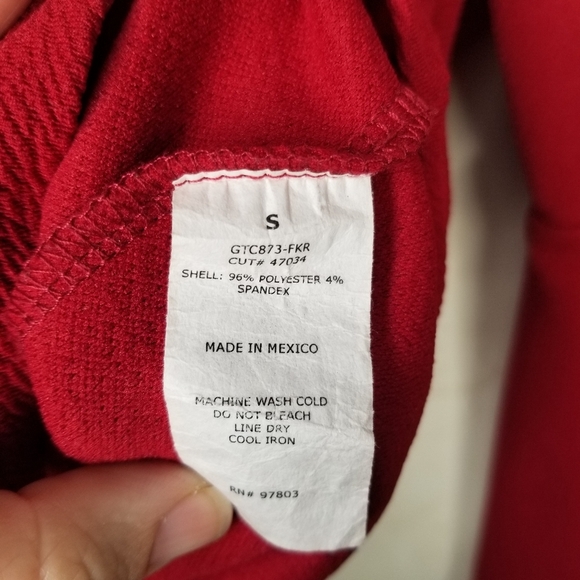 S
GTC873-FKR
CUT# 47034
SHELL: 96% POLYESTER 4%
SPANDEX
MADE IN MEXICO
MACHINE WASH COLD
DO NOT BLEACH
LINE DRY
COOL IRON
RN# 97803